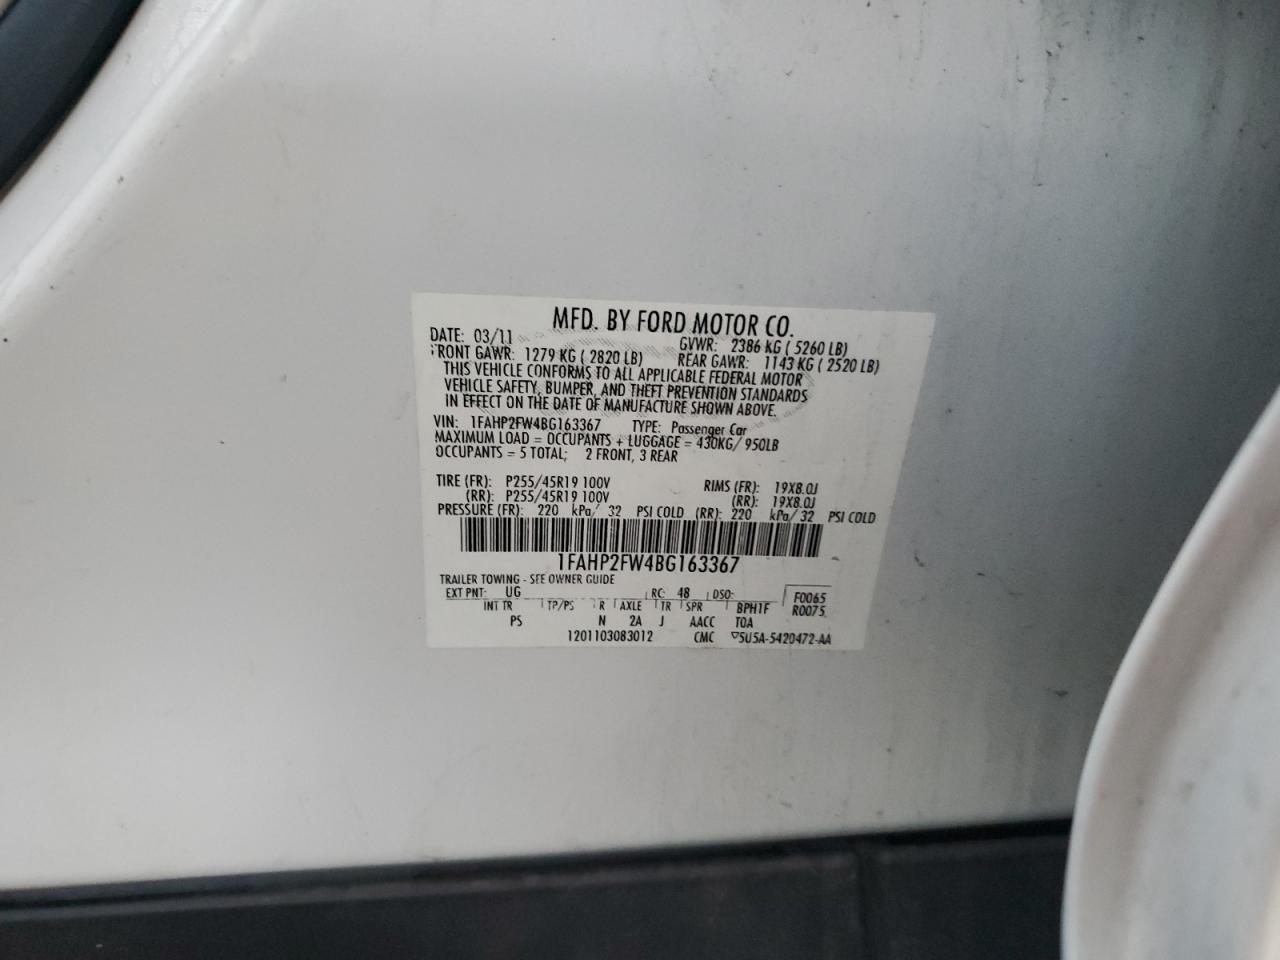 MFD. BY FORD MOTOR CO.
DATE: 03/11 GVWR: 2386 KG ( 5260 LB)
FRONT GAWR: 1279 KG ( 2820 LB) REAR GAWR: 1143 KG ( 2520 LB)
THIS VEHICLE CONFORMS TO ALL APPLICABLE FEDERAL MOTOR
VEHICLE SAFETY, BUMPER, AND THEFT PREVENTION STANDARDS
IN EFFECT ON THE DATE OF MANUFACTURE SHOWN ABOVE.
VIN: 1FAHP2FW4BG163367 TYPE: Passenger Car
MAXIMUM LOAD = OCCUPANTS + LUGGAGE = 430KG/ 950LB
OCCUPANTS = 5 TOTAL; 2 FRONT, 3 REAR
TIRE (FR): P255/45R19 100V RIMS (FR): 19X8.0J
(RR): P255/45R19 100V (RR): 19X8.0J
PRESSURE (FR): 220 kPa/ 32 PSI COLD (RR): 220 kPa/ 32 PSI COLD
1FAHP2FW4BG163367
TRAILER TOWING - SEE OWNER GUIDE
EXT PNT: UG RC: 48 DSO: F0065
INT TR TP/PS R AXLE TR SPR BPH1F R0075
PS N 2A J AACC TOA
1201103083012 CMC 5U5A-5420472-AA